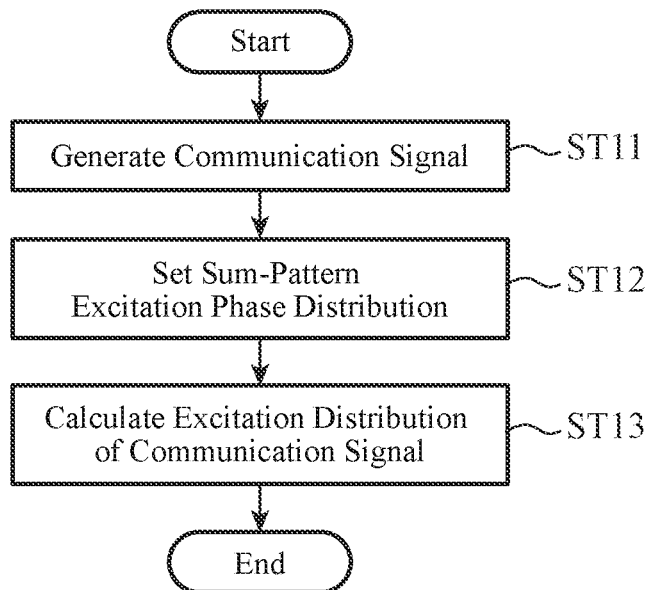 Start
Generate Communication Signal
ST11
Set Sum-Pattern
Excitation Phase Distribution
ST12
Calculate Excitation Distribution
of Communication Signal
ST13
End